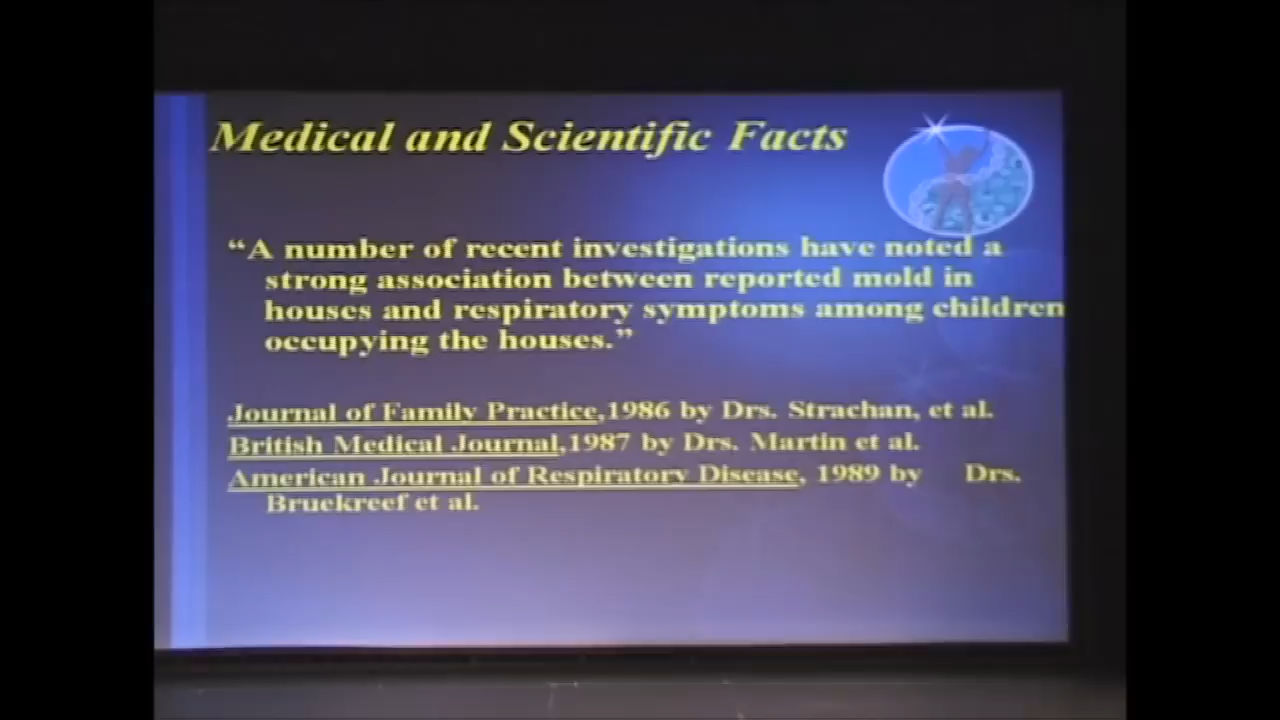 Medical and Scientific Facts
“A number of recent investigations have noted a
strong association between reported mold in
houses and respiratory symptoms among children
occupying the houses.”
Journal of Family Practice,1986 by Drs. Strachan, et al.
British Medical Journal,1987 by Drs. Martin et al.
American Journal of Respiratory Disease, 1989 by Drs.
Bruekreef et al.